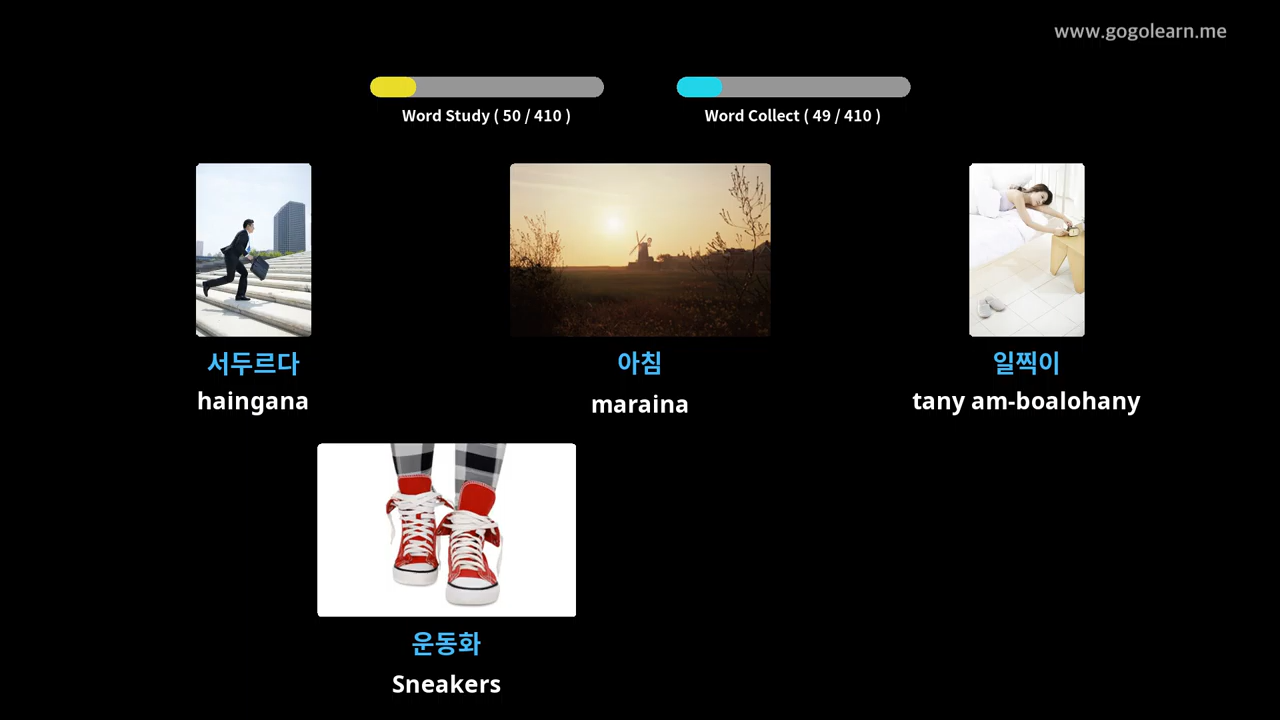 www.gogolearn.me
Word Study ( 50 / 410 )
Word Collect ( 49 / 410 )
서두르다
haingana
아침
maraina
일찍이
tany am-boalohany
운동화
Sneakers